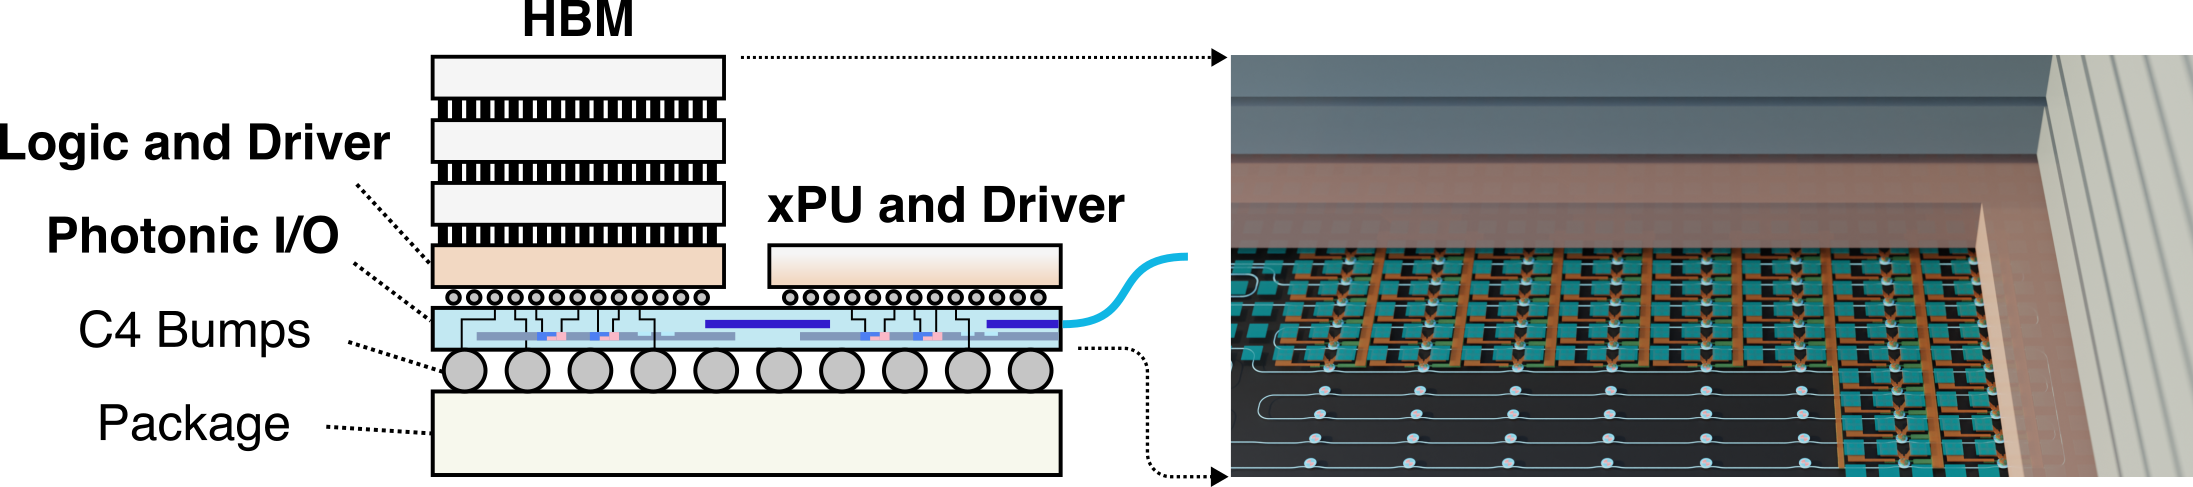 HBM
Logic and Driver
xPU and Driver
Photonic I/O
C4 Bumps
Package